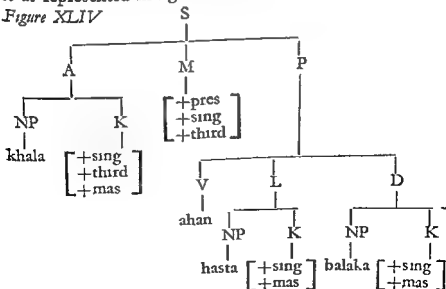 Figure XLIV
S
A M P
+pres
+sing
+third
NP K
khala
+sing
+third
+mas
V L D
ahan
NP K NP K
hasta
+sing
+mas
balaka
+sing
+mas